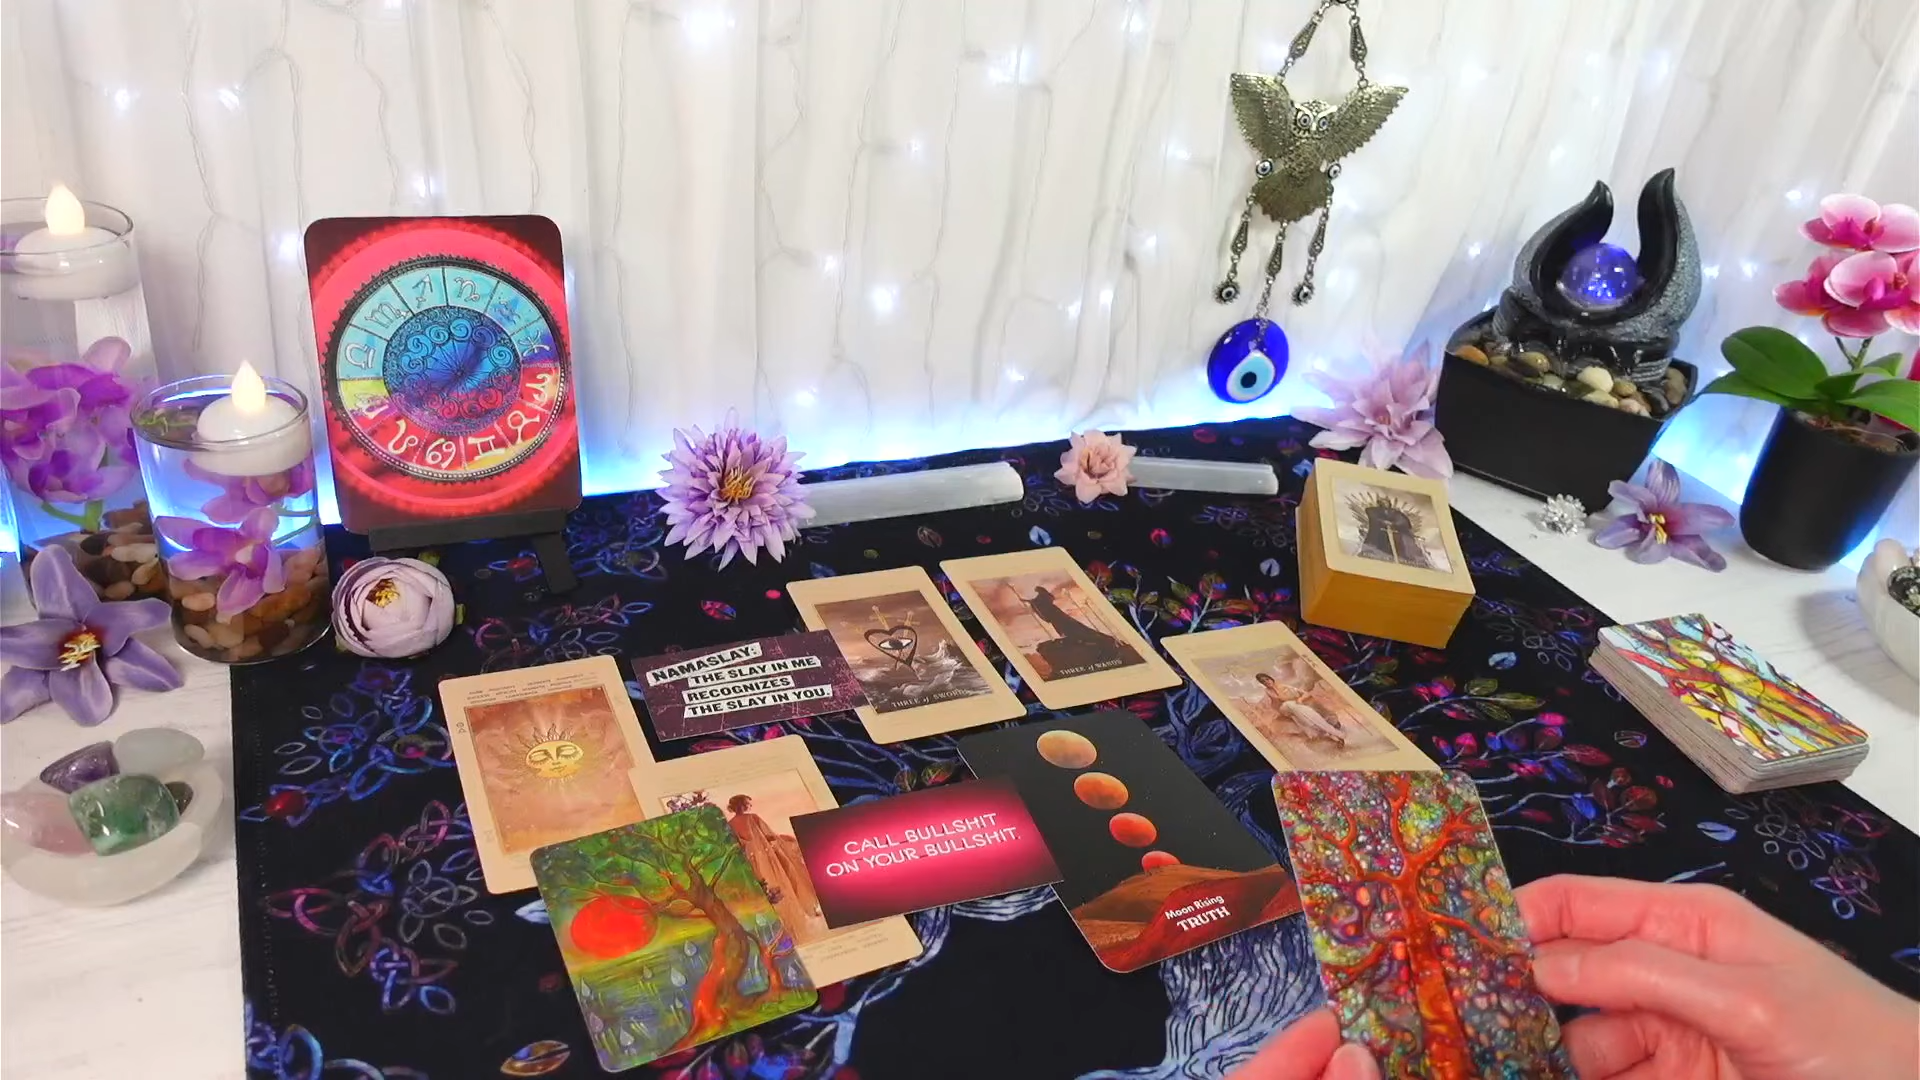 NAMASLAY:
THE SLAY IN ME
RECOGNIZES
THE SLAY IN YOU.
THREE of SWORDS
THREE of WANDS
CALL BULLSHIT
ON YOUR BULLSHIT.
Moon Rising
TRUTH